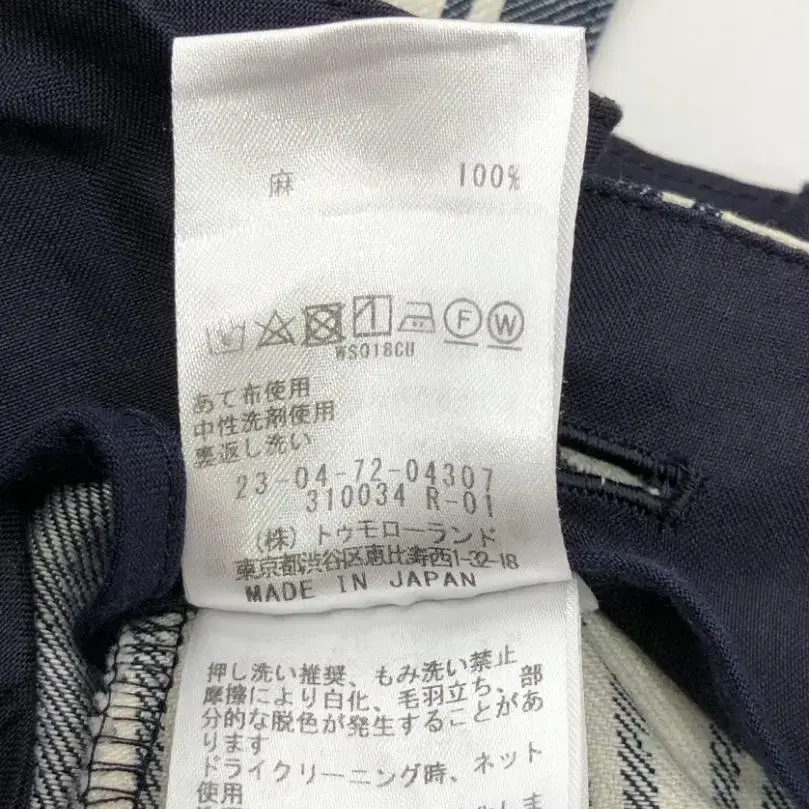 麻 100%
F W
WS018CU
あて布使用
中性洗剤使用
裏返し洗い
23-04-72-04307
310034 R-01
(株) トゥモローランド
東京都渋谷区恵比寿西1-32-18
MADE IN JAPAN
押し洗い推奨、もみ洗い禁止
摩擦により白化、毛羽立ち、部
分的な脱色が発生することがあ
ります
ドライクリーニング時、ネット
使用